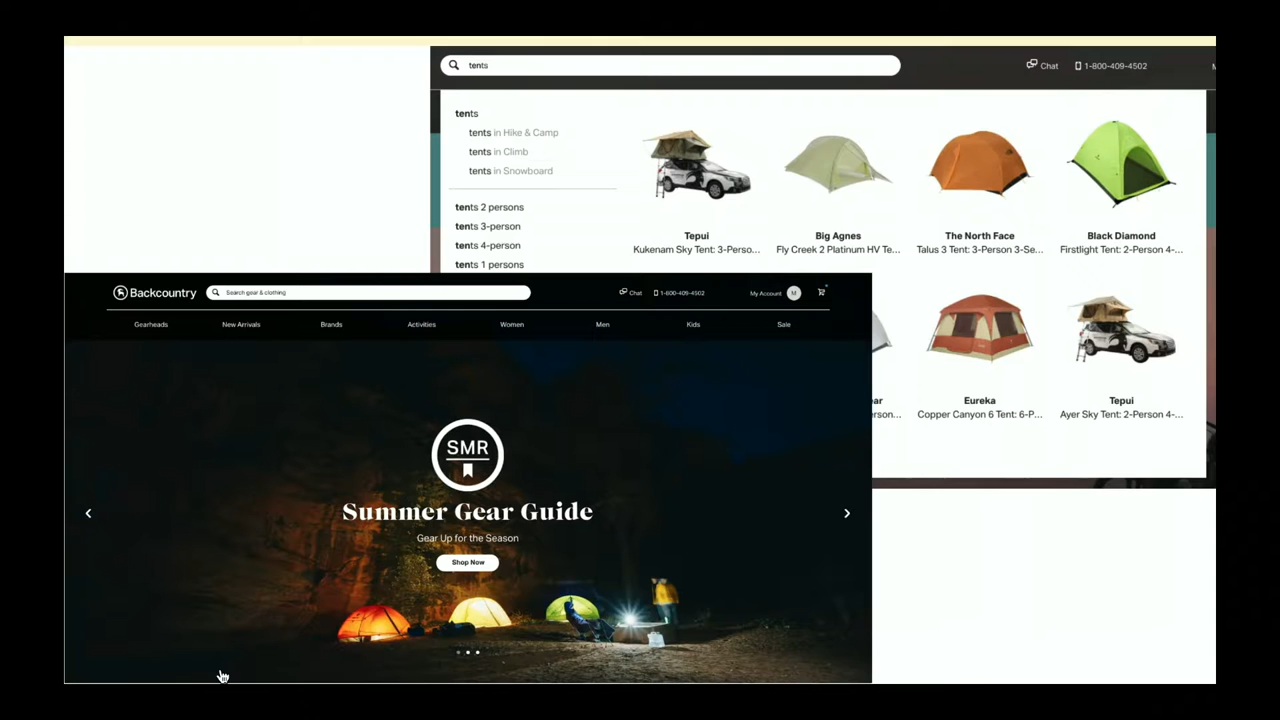 tents
Chat
1-800-409-4502
tents
tents in Hike & Camp
tents in Climb
tents in Snowboard
tents 2 persons
tents 3-person
tents 4-person
tents 1 persons
Tepui
Kukenam Sky Tent: 3-Perso...
Big Agnes
Fly Creek 2 Platinum HV Te...
The North Face
Talus 3 Tent: 3-Person 3-Se...
Black Diamond
Firstlight Tent: 2-Person 4-...
ear
erson...
Eureka
Copper Canyon 6 Tent: 6-P...
Tepui
Ayer Sky Tent: 2-Person 4-...
Backcountry
Search gear & clothing
Chat
1-800-409-4502
My Account
M
Gearheads
New Arrivals
Brands
Activities
Women
Men
Kids
Sale
SMR
Summer Gear Guide
Gear Up for the Season
Shop Now